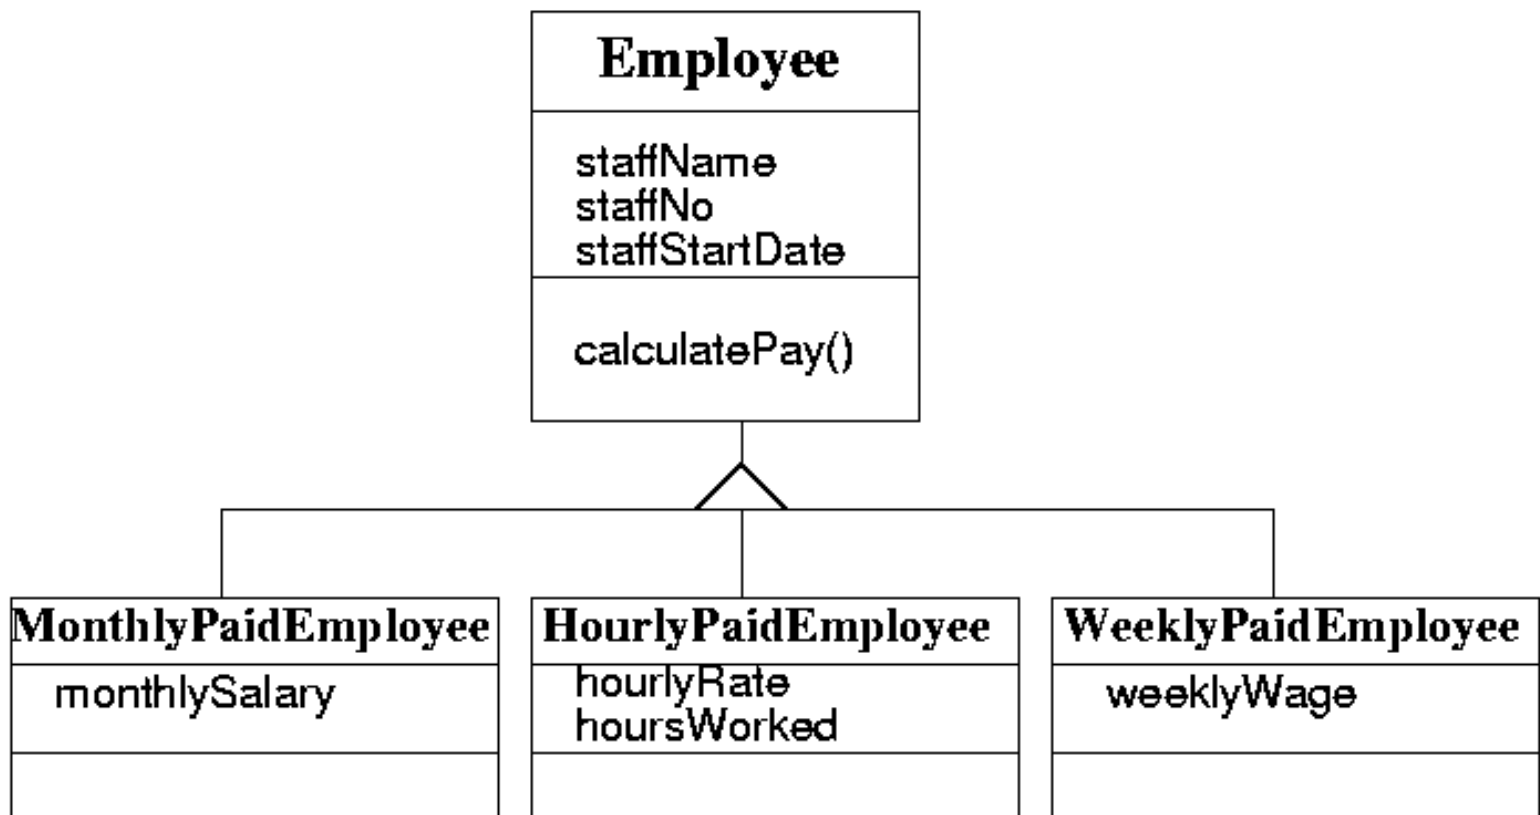 Employee
staffName
staffNo
staffStartDate
calculatePay()
MonthlyPaidEmployee
monthlySalary
HourlyPaidEmployee
hourlyRate
hoursWorked
WeeklyPaidEmployee
weeklyWage